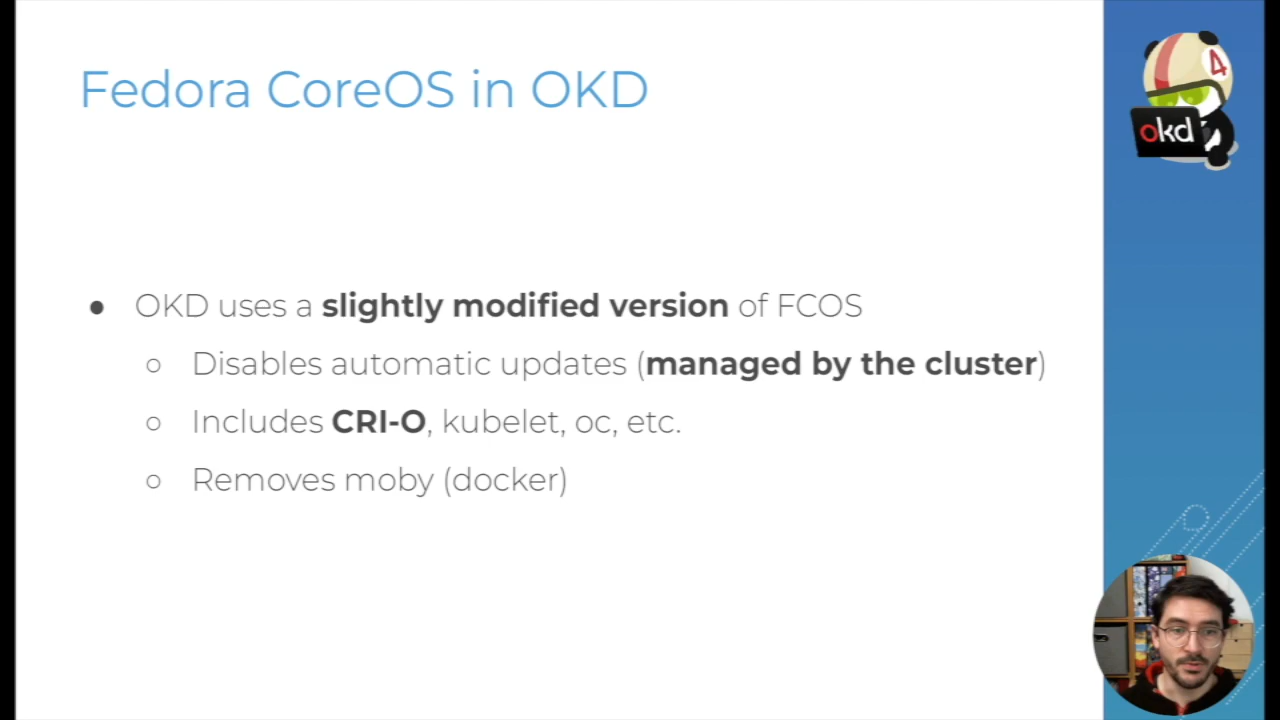 Fedora CoreOS in OKD
4
okd
● OKD uses a slightly modified version of FCOS
○ Disables automatic updates (managed by the cluster)
○ Includes CRI-O, kubelet, oc, etc.
○ Removes moby (docker)